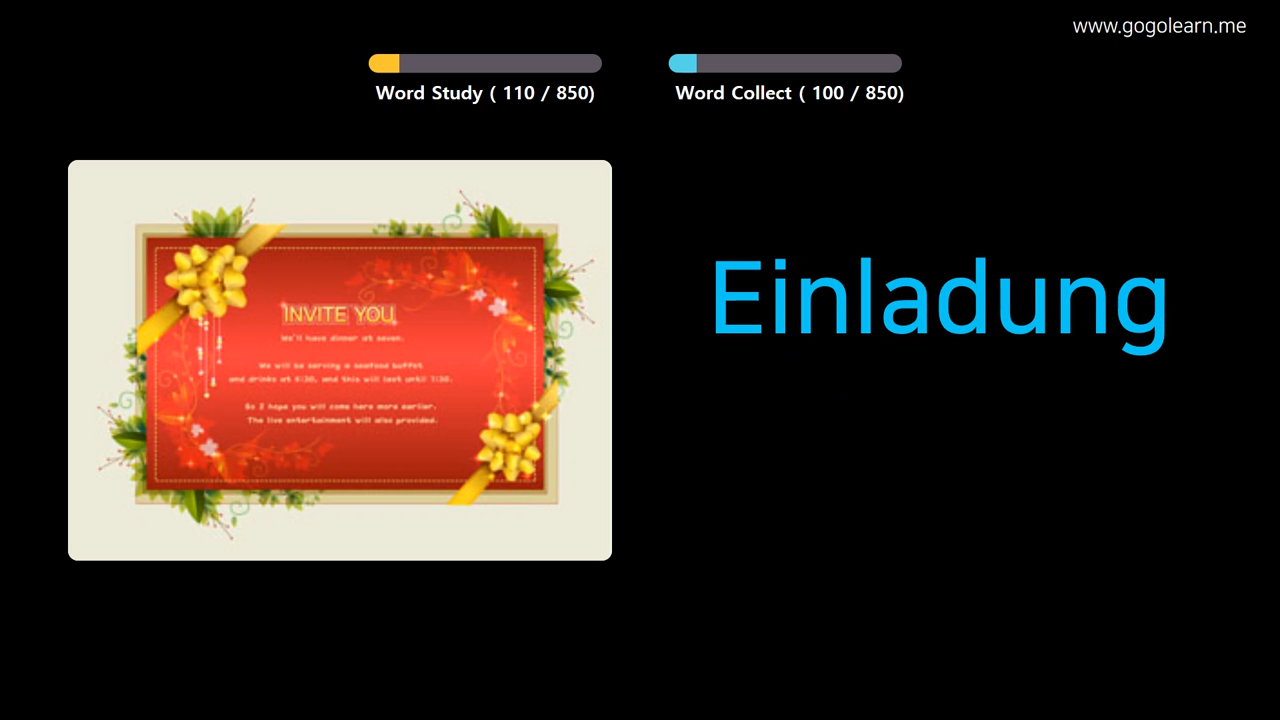 www.gogolearn.me
Word Study ( 110 / 850)
Word Collect ( 100 / 850)
Einladung
INVITE YOU
We'll have dinner at seven.
We will be serving a seafood buffet
and drinks at 6:30, and this will last until 7:30.
So I hope you will come here more earlier.
The live entertainment will also provided.